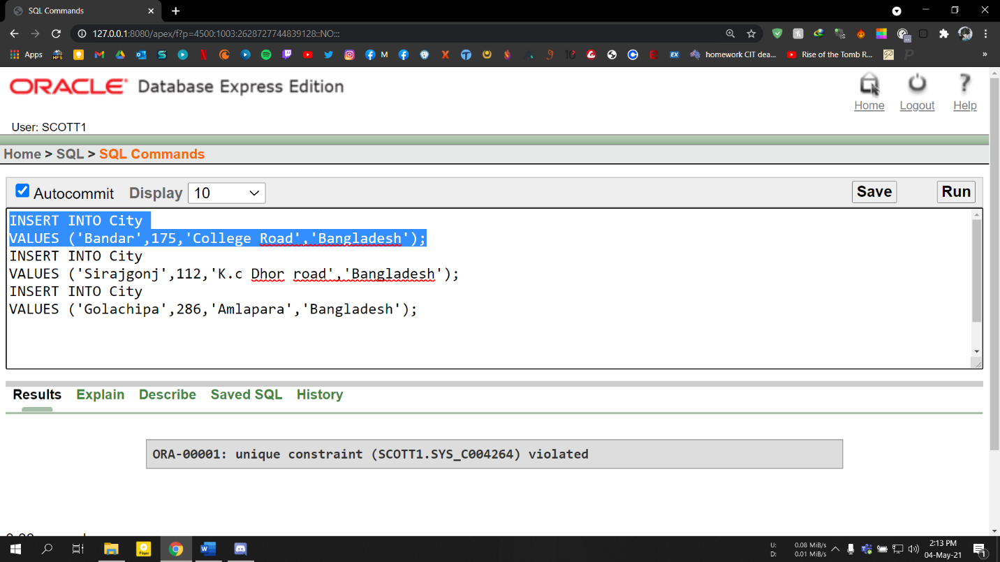 SQL Commands
127.0.0.1:8080/apex/f?p=4500:1003:2628727744839128::NO:::
Apps
M
homework CIT dea...
Rise of the Tomb R...
»
ORACLE® Database Express Edition
Home Logout Help
User: SCOTT1
Home > SQL > SQL Commands
Autocommit Display 10 Save Run
INSERT INTO City
VALUES ('Bandar',175,'College Road','Bangladesh');
INSERT INTO City
VALUES ('Sirajgonj',112,'K.c Dhor road','Bangladesh');
INSERT INTO City
VALUES ('Golachipa',286,'Amlapara','Bangladesh');
Results Explain Describe Saved SQL History
ORA-00001: unique constraint (SCOTT1.SYS_C004264) violated
U: 0.08 MiB/s
D: 0.01 MiB/s
2:13 PM
04-May-21
1